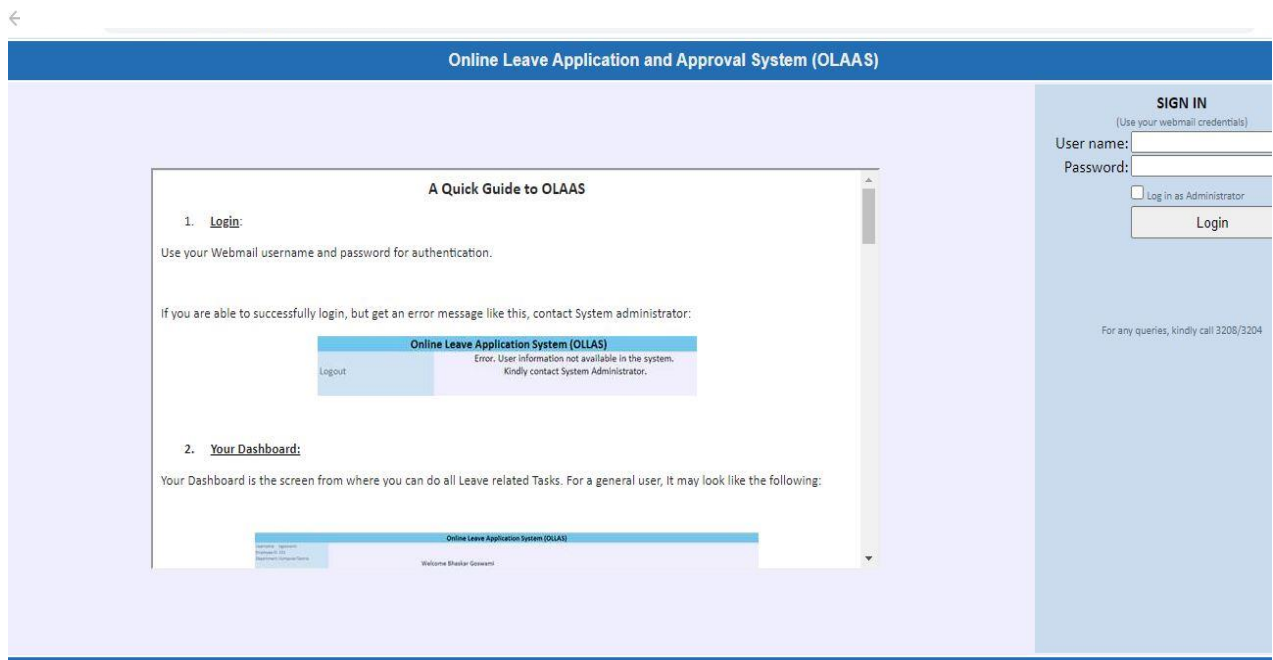 Online Leave Application and Approval System (OLAAS)
SIGN IN
(Use your webmail credentials)
User name:
Password:
Log in as Administrator
Login
For any queries, kindly call 3208/3204
A Quick Guide to OLAAS
1. Login:
Use your Webmail username and password for authentication.
If you are able to successfully login, but get an error message like this, contact System administrator:
Online Leave Application System (OLLAS)
Error. User information not available in the system.
Logout
Kindly contact System Administrator.
2. Your Dashboard:
Your Dashboard is the screen from where you can do all Leave related Tasks. For a general user, It may look like the following:
Online Leave Application System (OLLAS)
Welcome Bhaskar Goswami